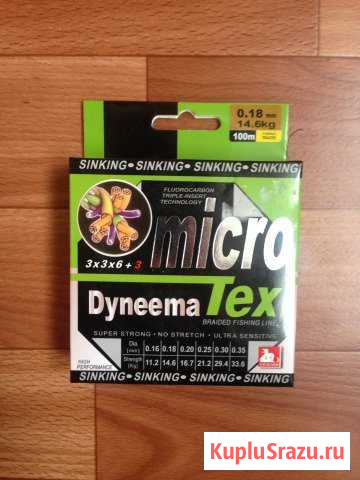 0.18 mm
14.6kg
100m
SINKING • SINKING • SINKING • SINKING
FLUOROCARBON
TRIPLE-INSERT
TECHNOLOGY
micro
3x3x6 + 3
Dyneema Tex
BRAIDED FISHING LINE
SUPER STRONG • NO STRETCH • ULTRA SENSITIVE
HIGH PERFORMANCE
Dia. (mm) 0.16 0.18 0.20 0.25 0.30 0.35
Strength (Kg) 11.2 14.6 16.7 21.2 29.4 33.6
SINKING • SINKING • SINKING • SINKING
KupluSrazu.ru